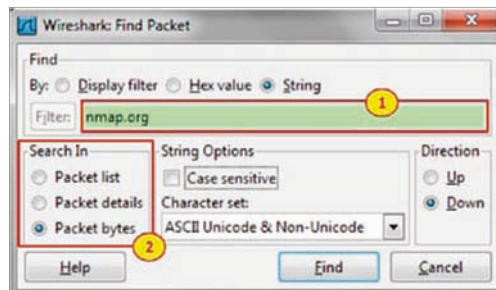 Wireshark: Find Packet
Find
By: Display filter Hex value String
Filter: nmap.org
1
Search In
Packet list
Packet details
Packet bytes
2
String Options
Case sensitive
Character set:
ASCII Unicode & Non-Unicode
Direction
Up
Down
Help Find Cancel